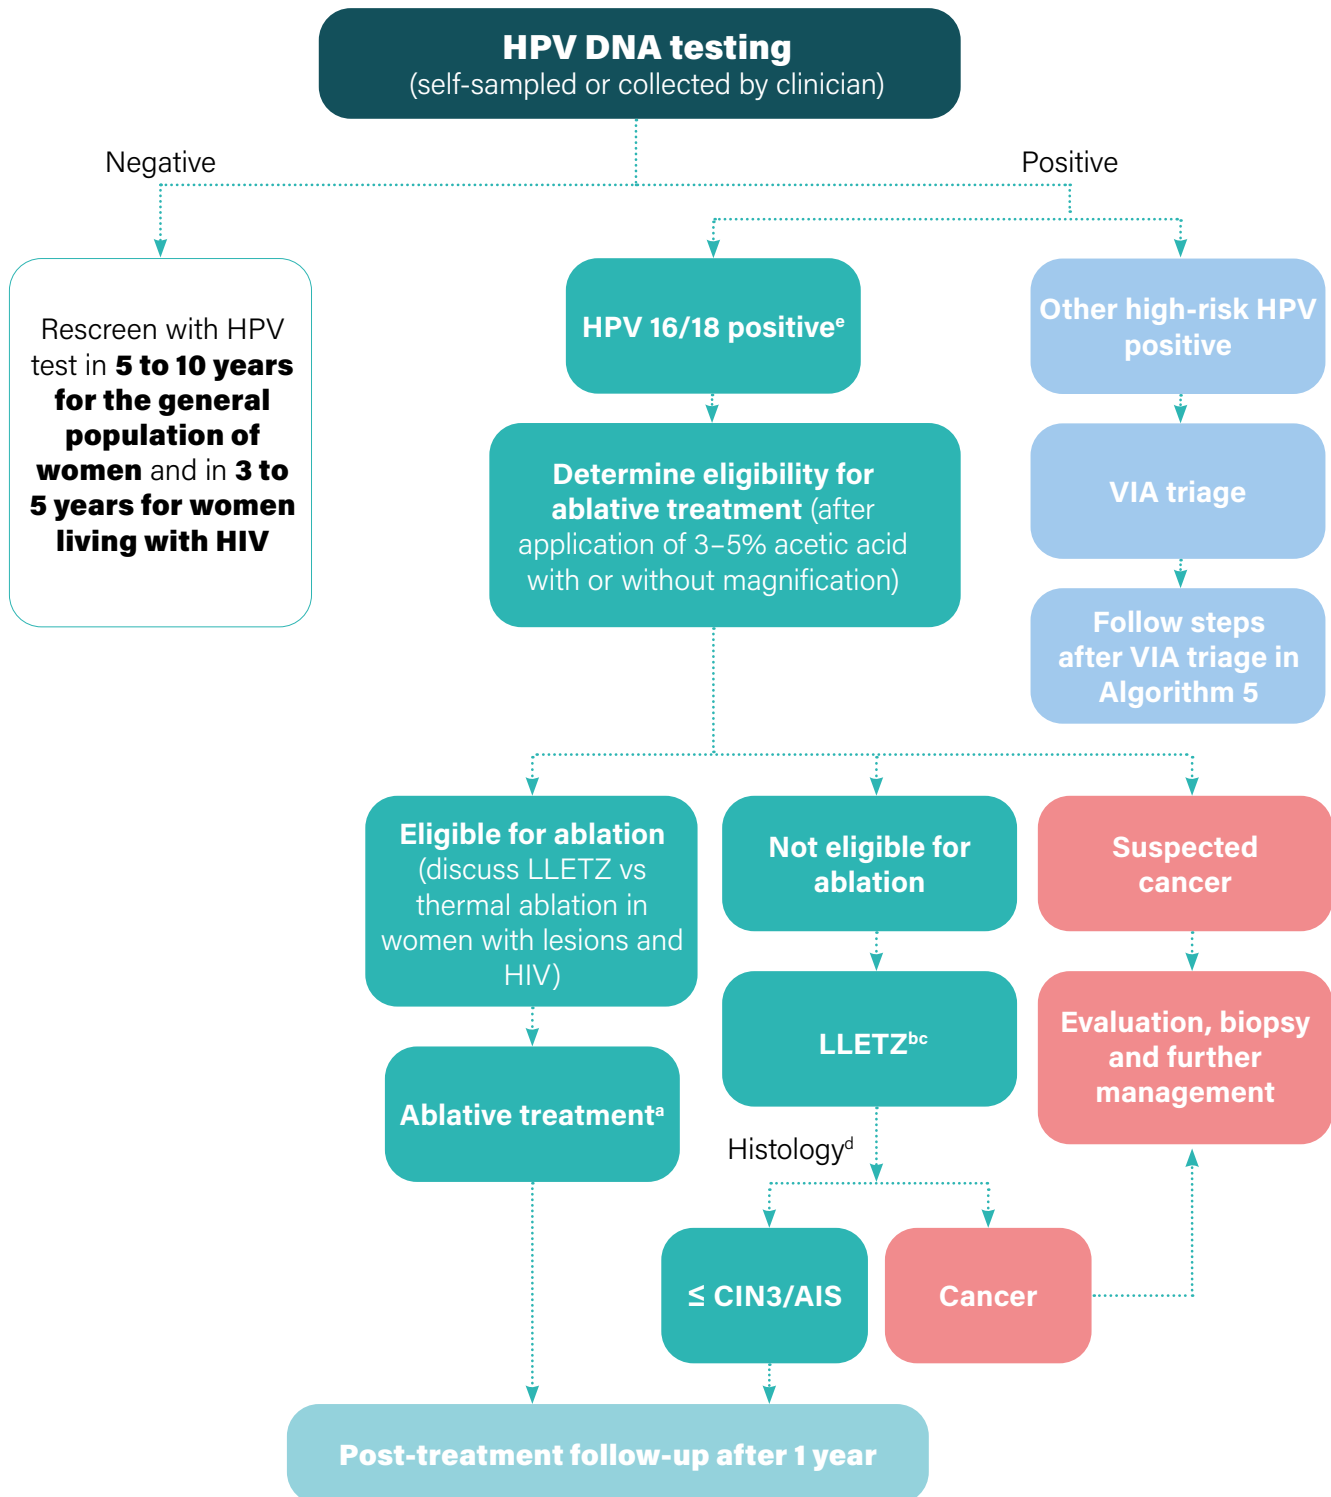 HPV DNA testing
(self-sampled or collected by clinician)
Negative
Positive
Rescreen with HPV
test in 5 to 10 years
for the general
population of
women and in 3 to
5 years for women
living with HIV
HPV 16/18 positiveᵉ
Other high-risk HPV
positive
Determine eligibility for
ablative treatment (after
application of 3–5% acetic acid
with or without magnification)
VIA triage
Follow steps
after VIA triage in
Algorithm 5
Eligible for ablation
(discuss LLETZ vs
thermal ablation in
women with lesions and
HIV)
Not eligible for
ablation
Suspected
cancer
Ablative treatmentᵃ
LLETZᵇᶜ
Evaluation, biopsy
and further
management
Histologyᵈ
≤ CIN3/AIS
Cancer
Post-treatment follow-up after 1 year